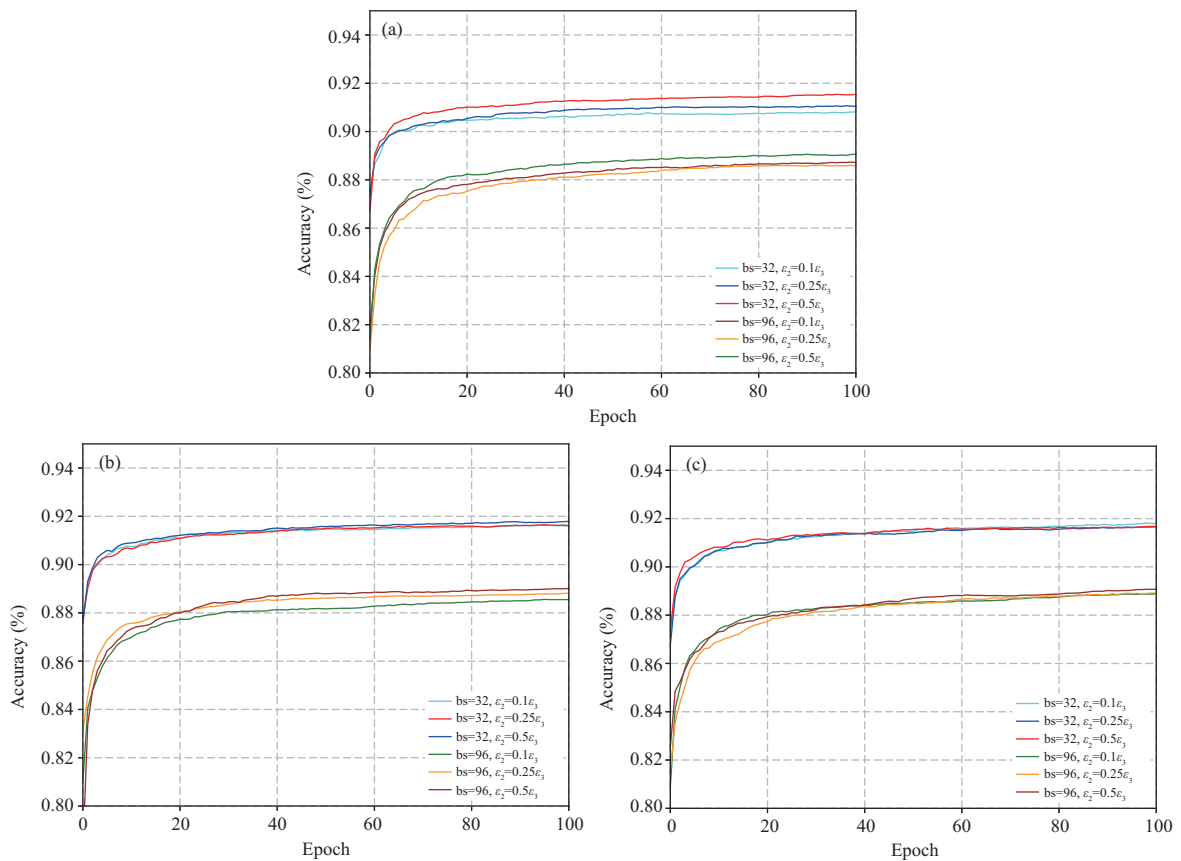 (a)
0.94
0.92
0.90
0.88
0.86
0.84
0.82
0.80
Accuracy (%)
0 20 40 60 80 100
Epoch
bs=32, ε₂=0.1ε₃
bs=32, ε₂=0.25ε₃
bs=32, ε₂=0.5ε₃
bs=96, ε₂=0.1ε₃
bs=96, ε₂=0.25ε₃
bs=96, ε₂=0.5ε₃
(b)
0.94
0.92
0.90
0.88
0.86
0.84
0.82
0.80
Accuracy (%)
0 20 40 60 80 100
Epoch
bs=32, ε₂=0.1ε₃
bs=32, ε₂=0.25ε₃
bs=32, ε₂=0.5ε₃
bs=96, ε₂=0.1ε₃
bs=96, ε₂=0.25ε₃
bs=96, ε₂=0.5ε₃
(c)
0.94
0.92
0.90
0.88
0.86
0.84
0.82
0.80
Accuracy (%)
0 20 40 60 80 100
Epoch
bs=32, ε₂=0.1ε₃
bs=32, ε₂=0.25ε₃
bs=32, ε₂=0.5ε₃
bs=96, ε₂=0.1ε₃
bs=96, ε₂=0.25ε₃
bs=96, ε₂=0.5ε₃